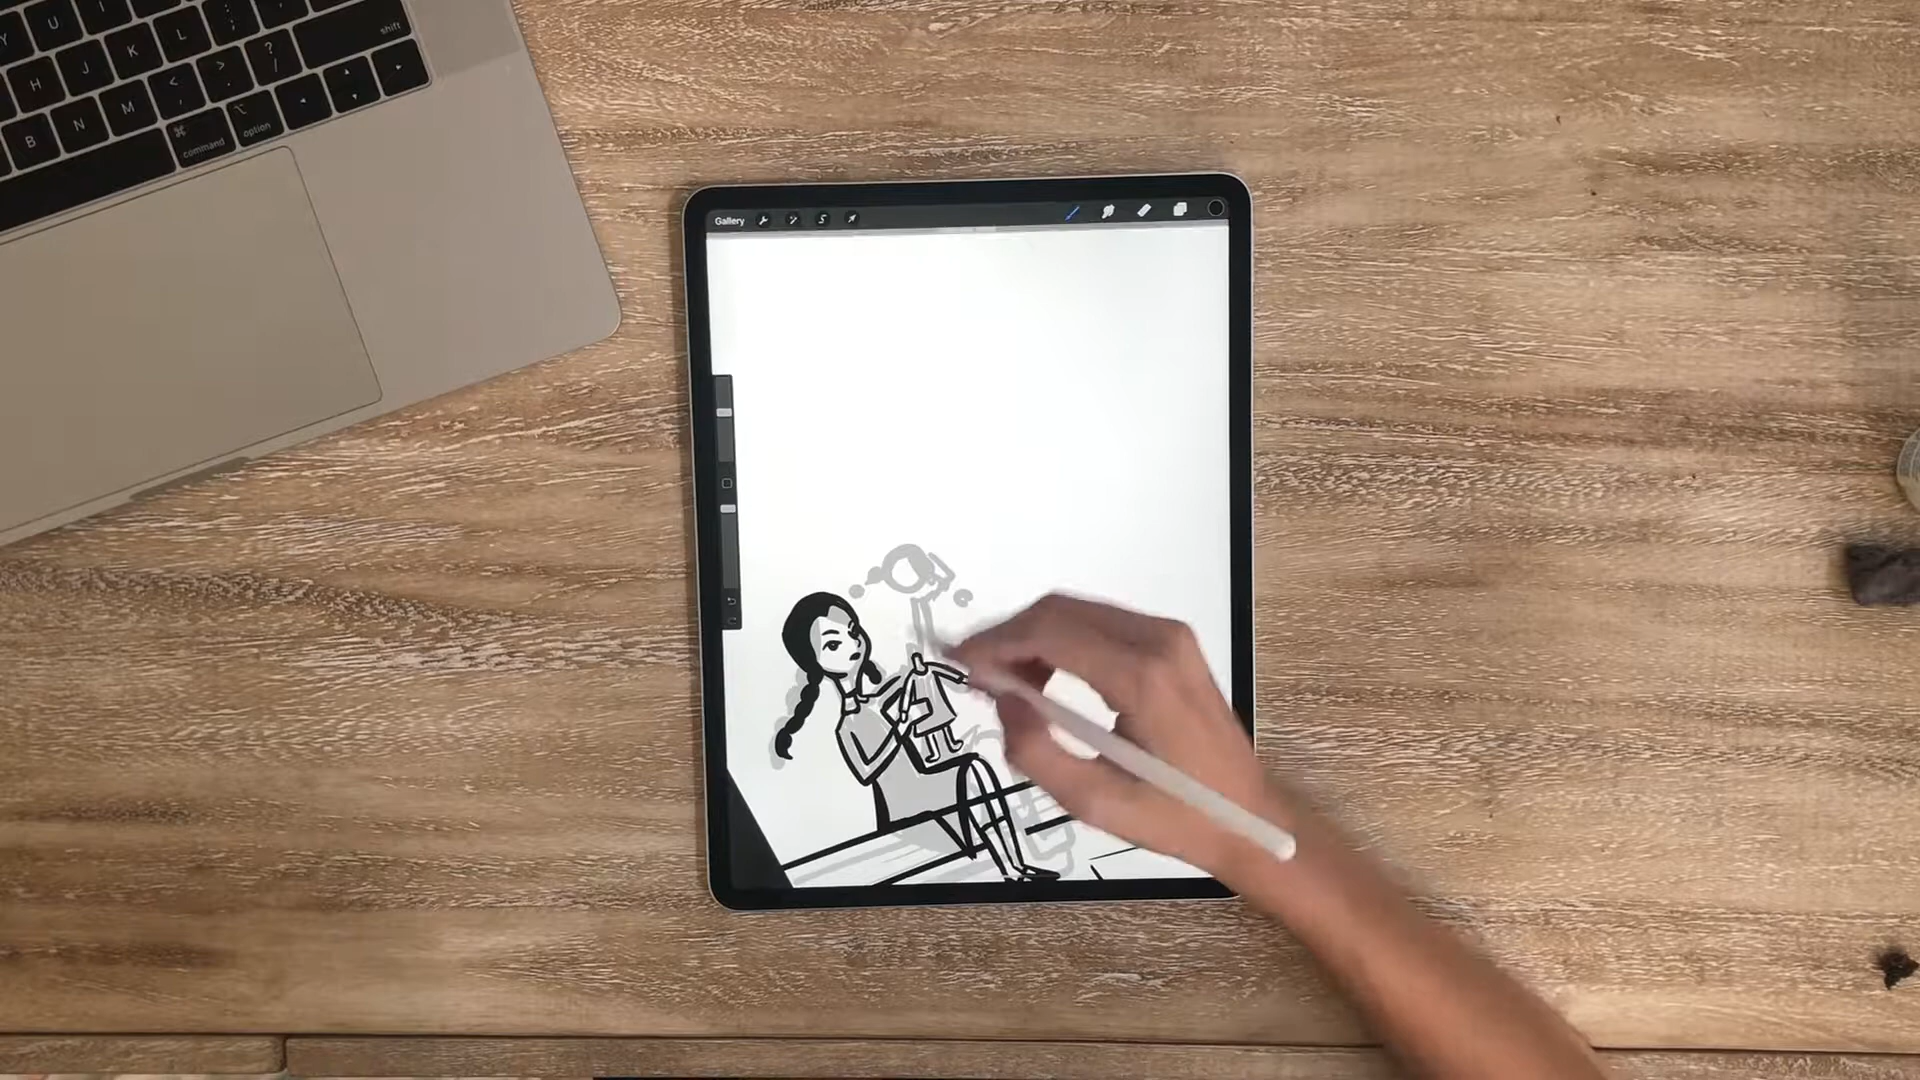 Y U I
shift
H J K L ?
B N M < >
⌘ command
⌥ option
Gallery